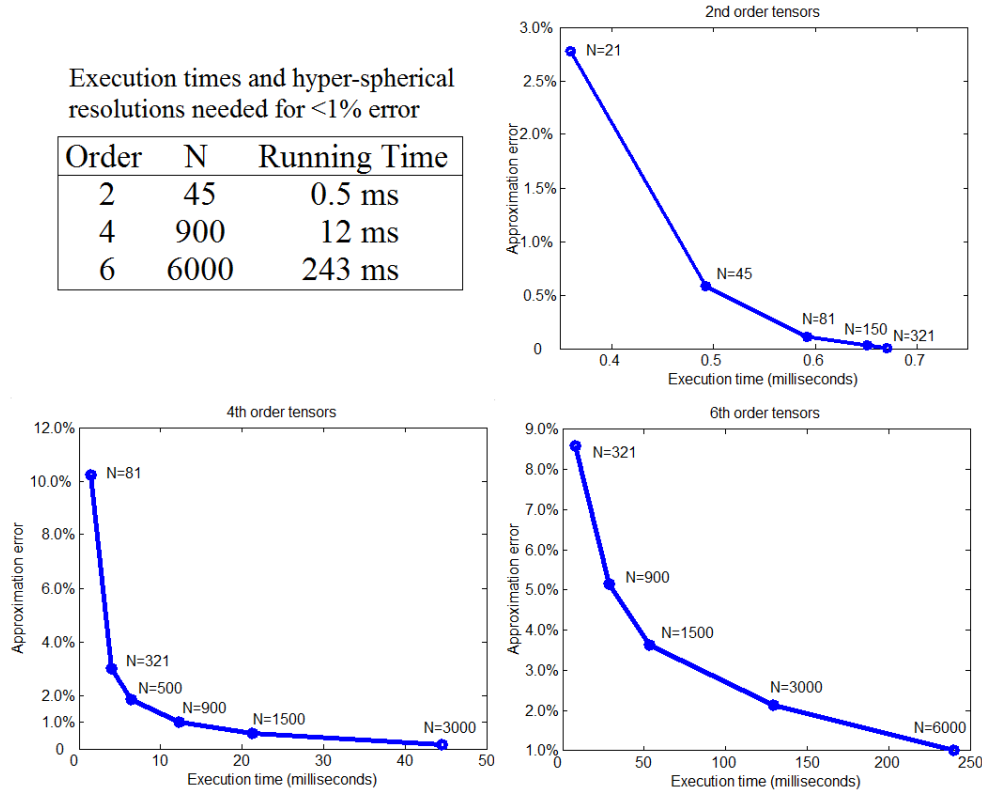 Execution times and hyper-spherical
resolutions needed for <1% error
Order N Running Time
2 45 0.5 ms
4 900 12 ms
6 6000 243 ms
2nd order tensors
3.0%
2.5%
2.0%
1.5%
1.0%
0.5%
0
Approximation error
N=21
N=45
N=81
N=150
N=321
0.4 0.5 0.6 0.7
Execution time (milliseconds)
4th order tensors
12.0%
10.0%
8.0%
6.0%
4.0%
2.0%
1.0%
0
Approximation error
N=81
N=321
N=500
N=900
N=1500
N=3000
0 10 20 30 40 50
Execution time (milliseconds)
6th order tensors
9.0%
8.0%
7.0%
6.0%
5.0%
4.0%
3.0%
2.0%
1.0%
Approximation error
N=321
N=900
N=1500
N=3000
N=6000
0 50 100 150 200 250
Execution time (milliseconds)